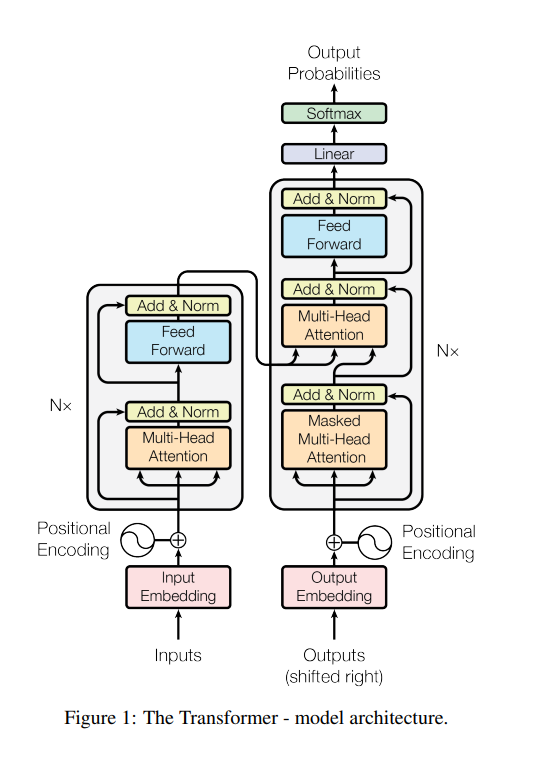 Output
Probabilities
Softmax
Linear
Add & Norm
Feed
Forward
Add & Norm
Multi-Head
Attention
Add & Norm
Masked
Multi-Head
Attention
Nx
Add & Norm
Feed
Forward
Add & Norm
Multi-Head
Attention
Nx
Positional
Encoding
Positional
Encoding
Input
Embedding
Output
Embedding
Inputs
Outputs
(shifted right)
Figure 1: The Transformer - model architecture.